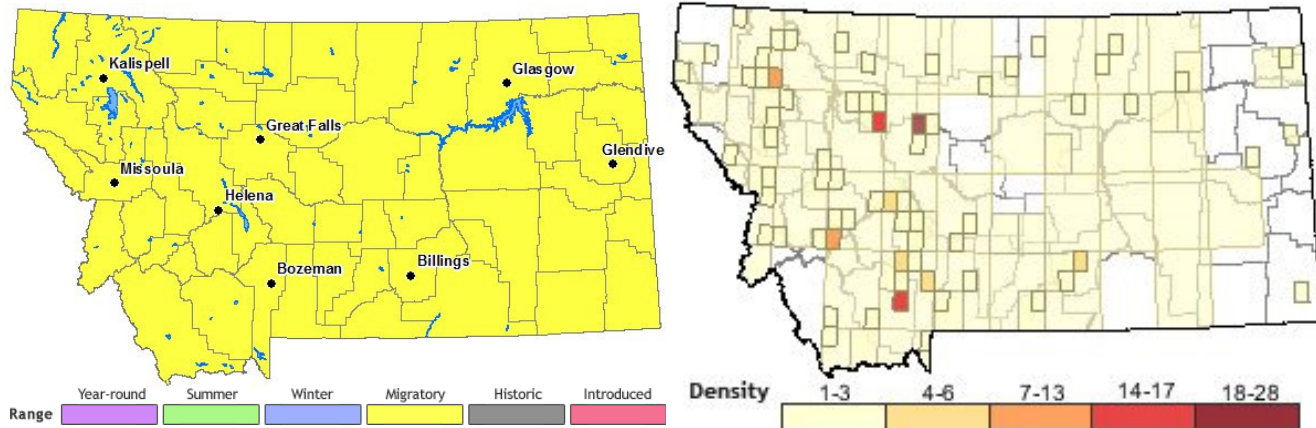 Kalispell
Glasgow
Great Falls
Glendive
Missoula
Helena
Bozeman
Billings
Year-round Summer Winter Migratory Historic Introduced
Range
Density 1-3 4-6 7-13 14-17 18-28